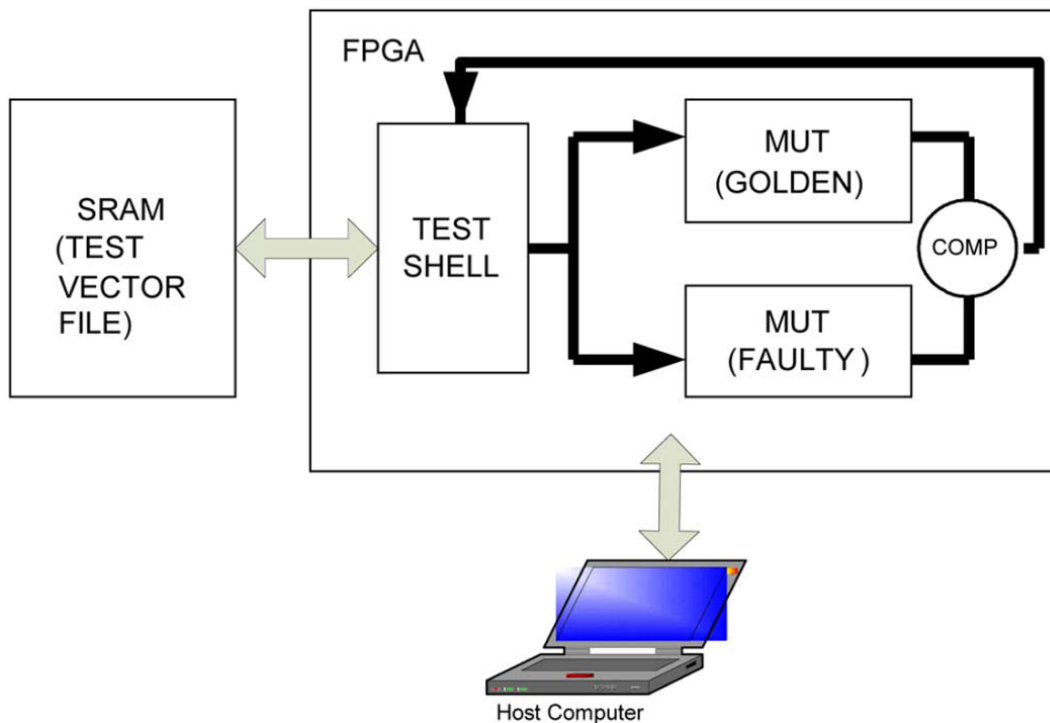 FPGA
SRAM
(TEST
VECTOR
FILE)
TEST
SHELL
MUT
(GOLDEN)
COMP
MUT
(FAULTY )
Host Computer